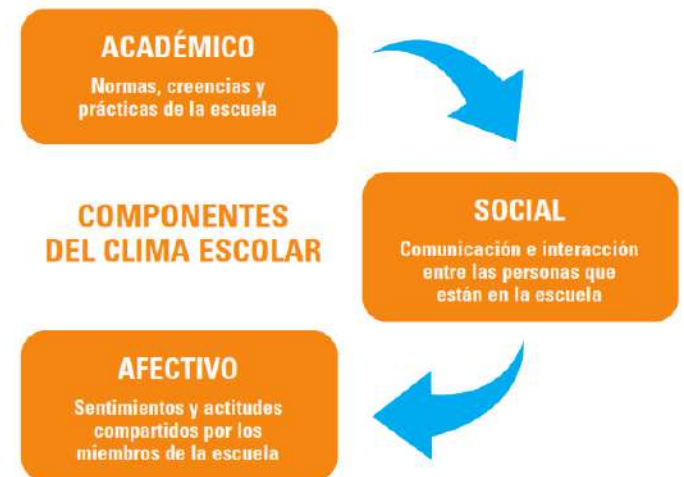 ACADÉMICO
Normas, creencias y
prácticas de la escuela
COMPONENTES
DEL CLIMA ESCOLAR
SOCIAL
Comunicación e interacción
entre las personas que
están en la escuela
AFECTIVO
Sentimientos y actitudes
compartidos por los
miembros de la escuela